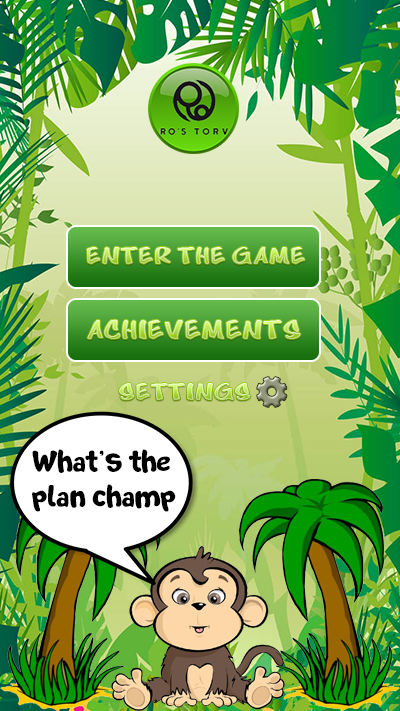 RO'S TORV
ENTER THE GAME
ACHIEVEMENTS
SETTINGS
What's the
plan champ